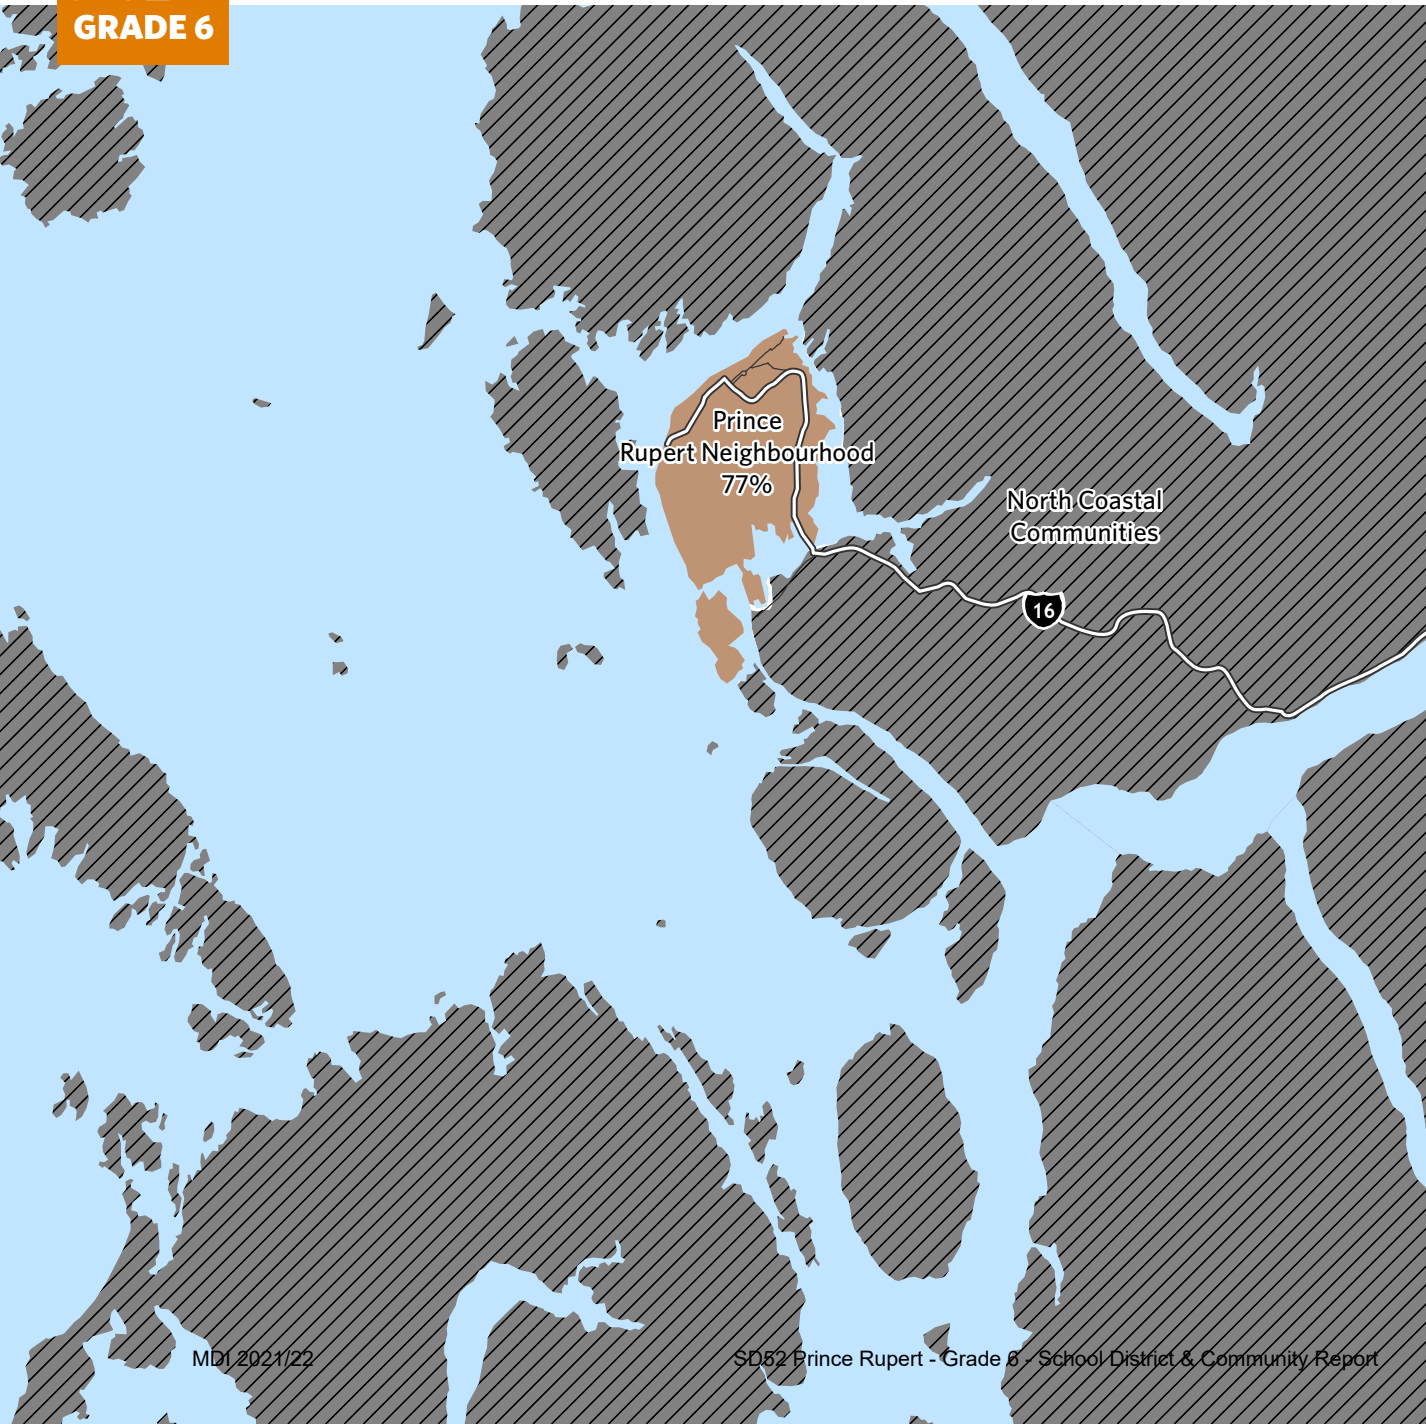 GRADE 6
Prince
Rupert Neighbourhood
77%
North Coastal
Communities
16
MDI 2021/22
SD52 Prince Rupert - Grade 6 - School District & Community Report